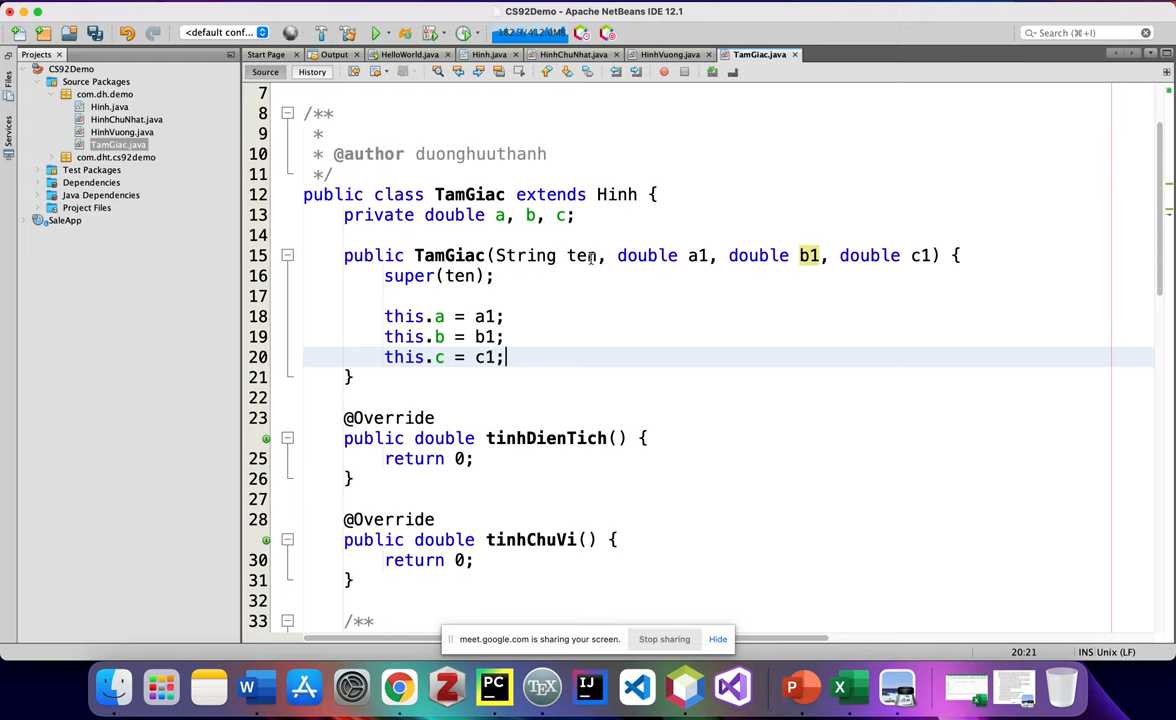 CS92Demo - Apache NetBeans IDE 12.1
<default conf...
Search (⌘+I)
Projects
Start Page
Output
HelloWorld.java
Hinh.java
HinhChuNhat.java
HinhVuong.java
TamGiac.java
Source
History
Files
Services
CS92Demo
Source Packages
com.dh.demo
Hinh.java
HinhChuNhat.java
HinhVuong.java
TamGiac.java
com.dht.cs92demo
Test Packages
Dependencies
Java Dependencies
Project Files
SaleApp
7
8 /**
9 *
10 * @author duonghuuthanh
11 */
12 public class TamGiac extends Hinh {
13 private double a, b, c;
14
15 public TamGiac(String ten, double a1, double b1, double c1) {
16 super(ten);
17
18 this.a = a1;
19 this.b = b1;
20 this.c = c1;
21 }
22
23 @Override
public double tinhDienTich() {
25 return 0;
26 }
27
28 @Override
public double tinhChuVi() {
30 return 0;
31 }
32
33 /**
meet.google.com is sharing your screen.
Stop sharing
Hide
20:21
INS
Unix (LF)
W
PC
TEX
IJ
P
X